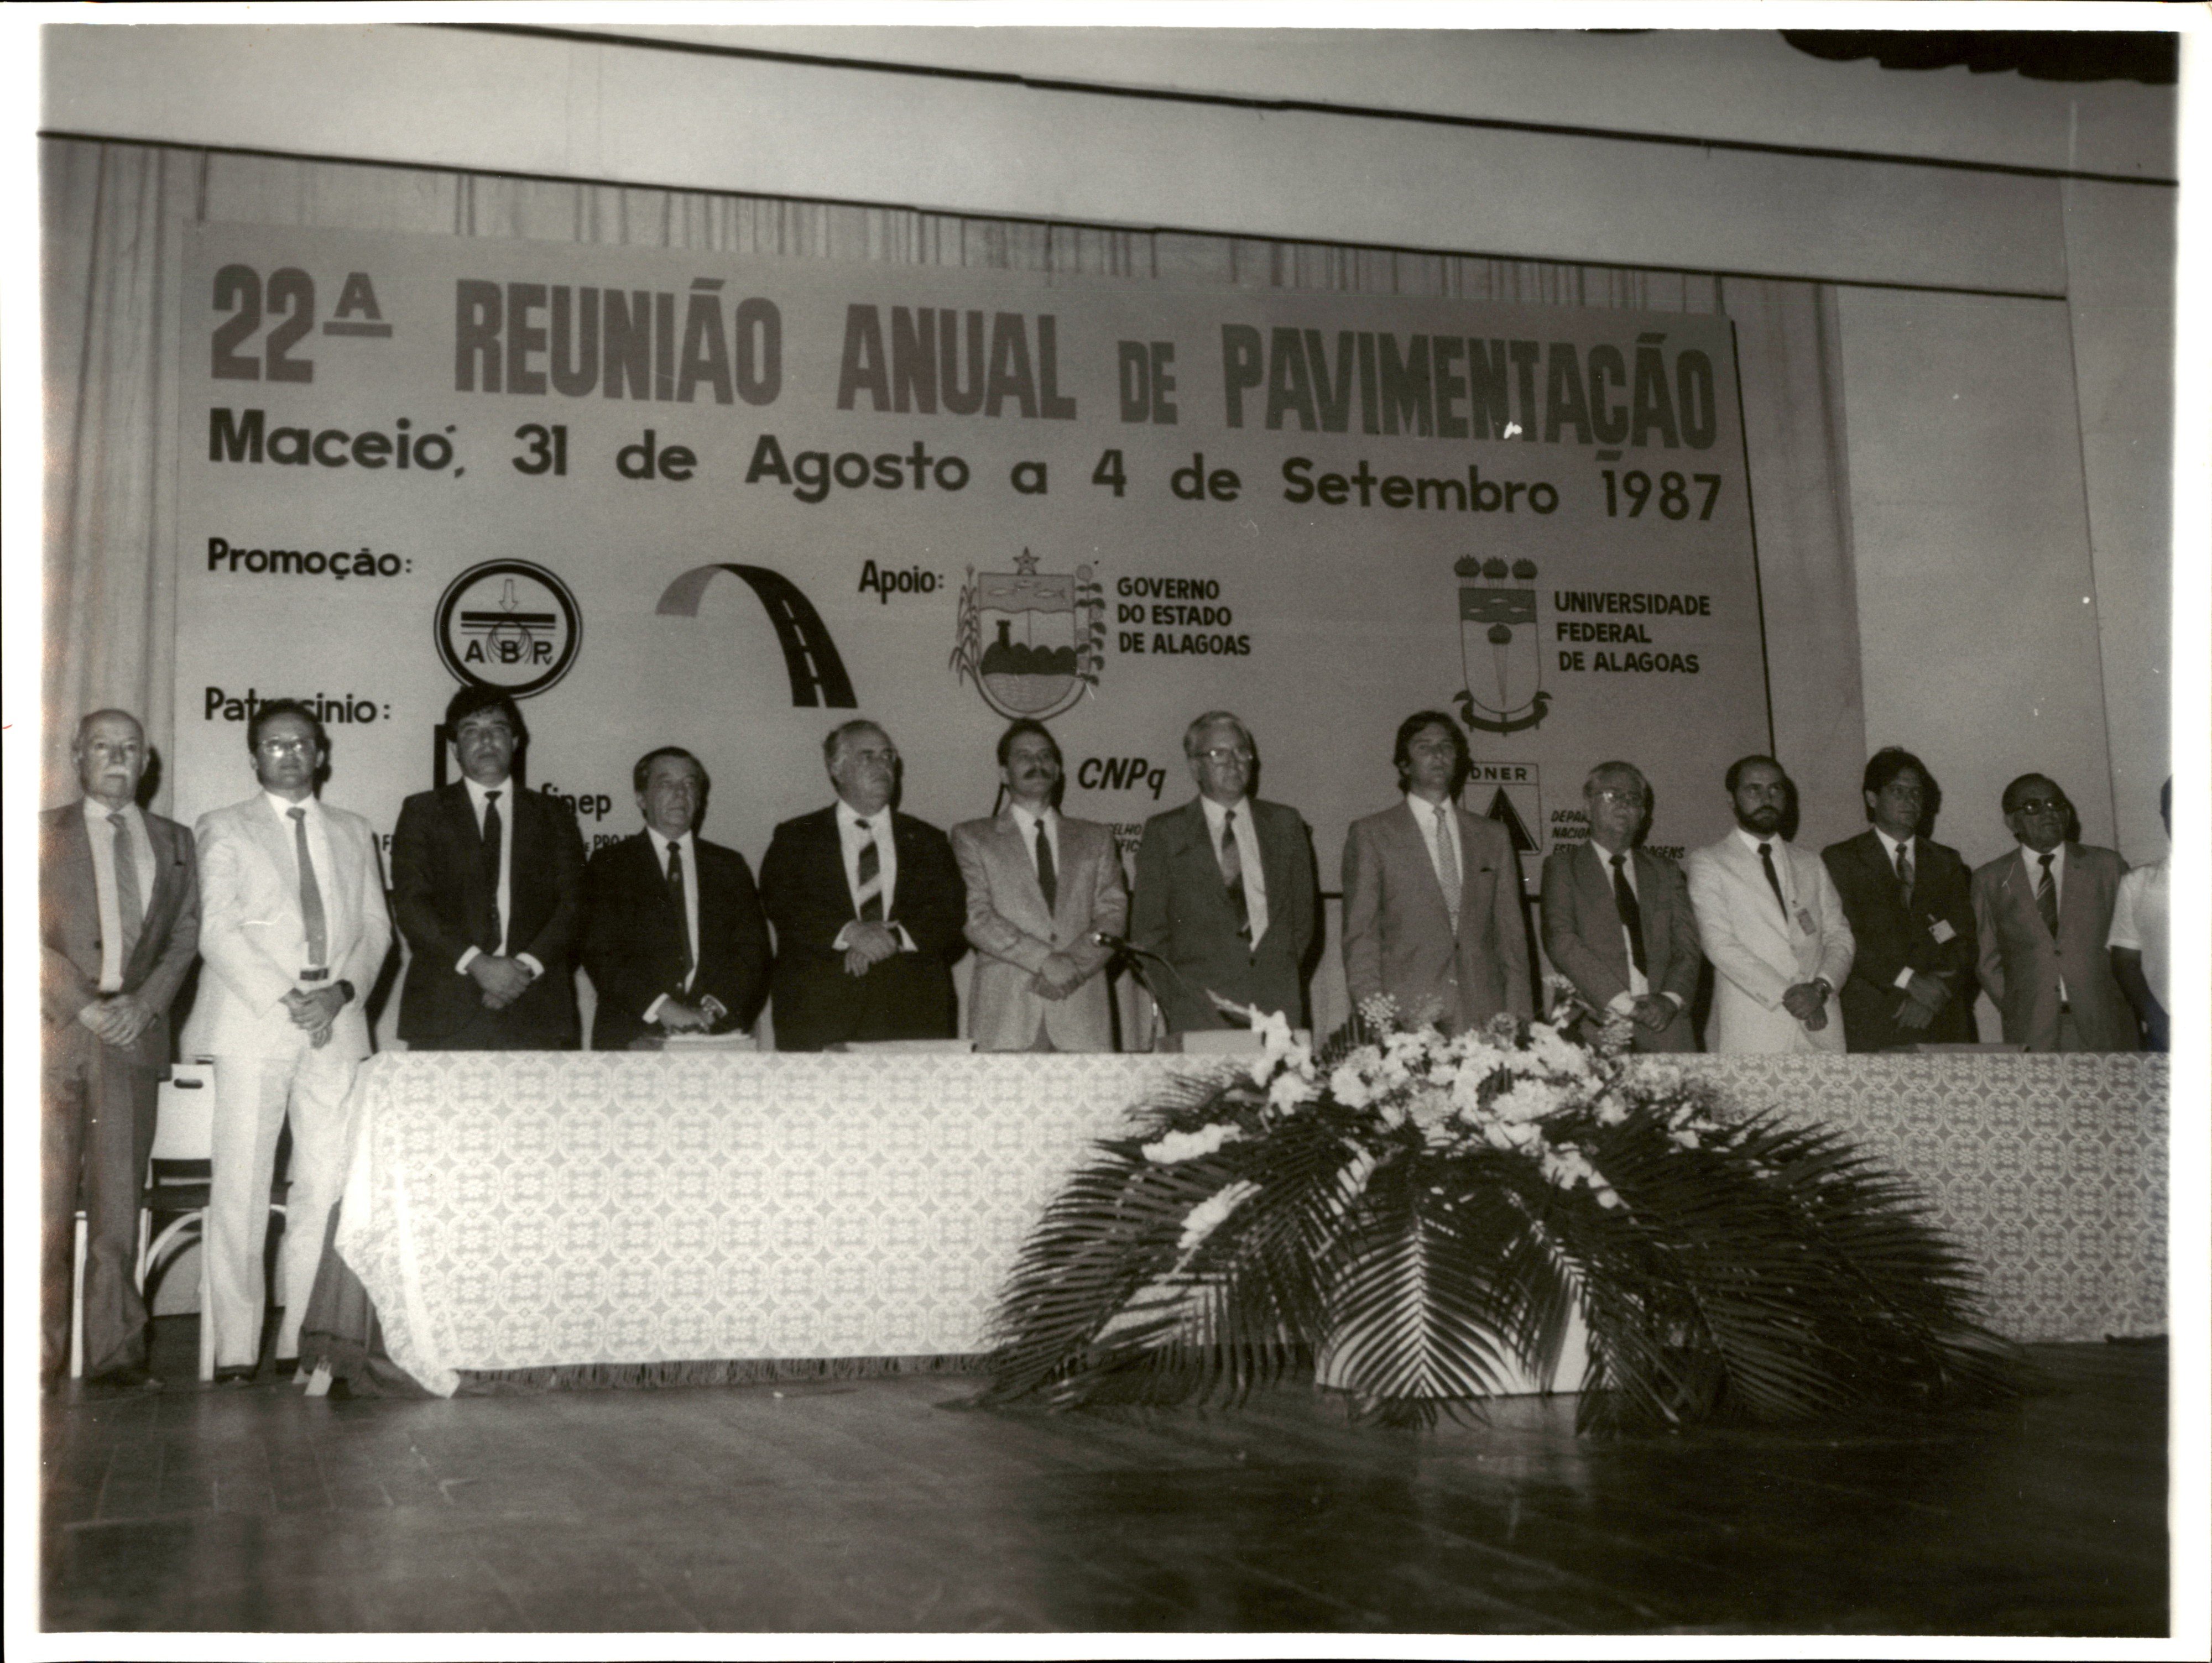 22ª REUNIÃO ANUAL DE PAVIMENTAÇÃO
Maceió, 31 de Agosto a 4 de Setembro 1987
Promoção:
ABPv
Apoio:
GOVERNO
DO ESTADO
DE ALAGOAS
UNIVERSIDADE
FEDERAL
DE ALAGOAS
finep
CNPq
DNER